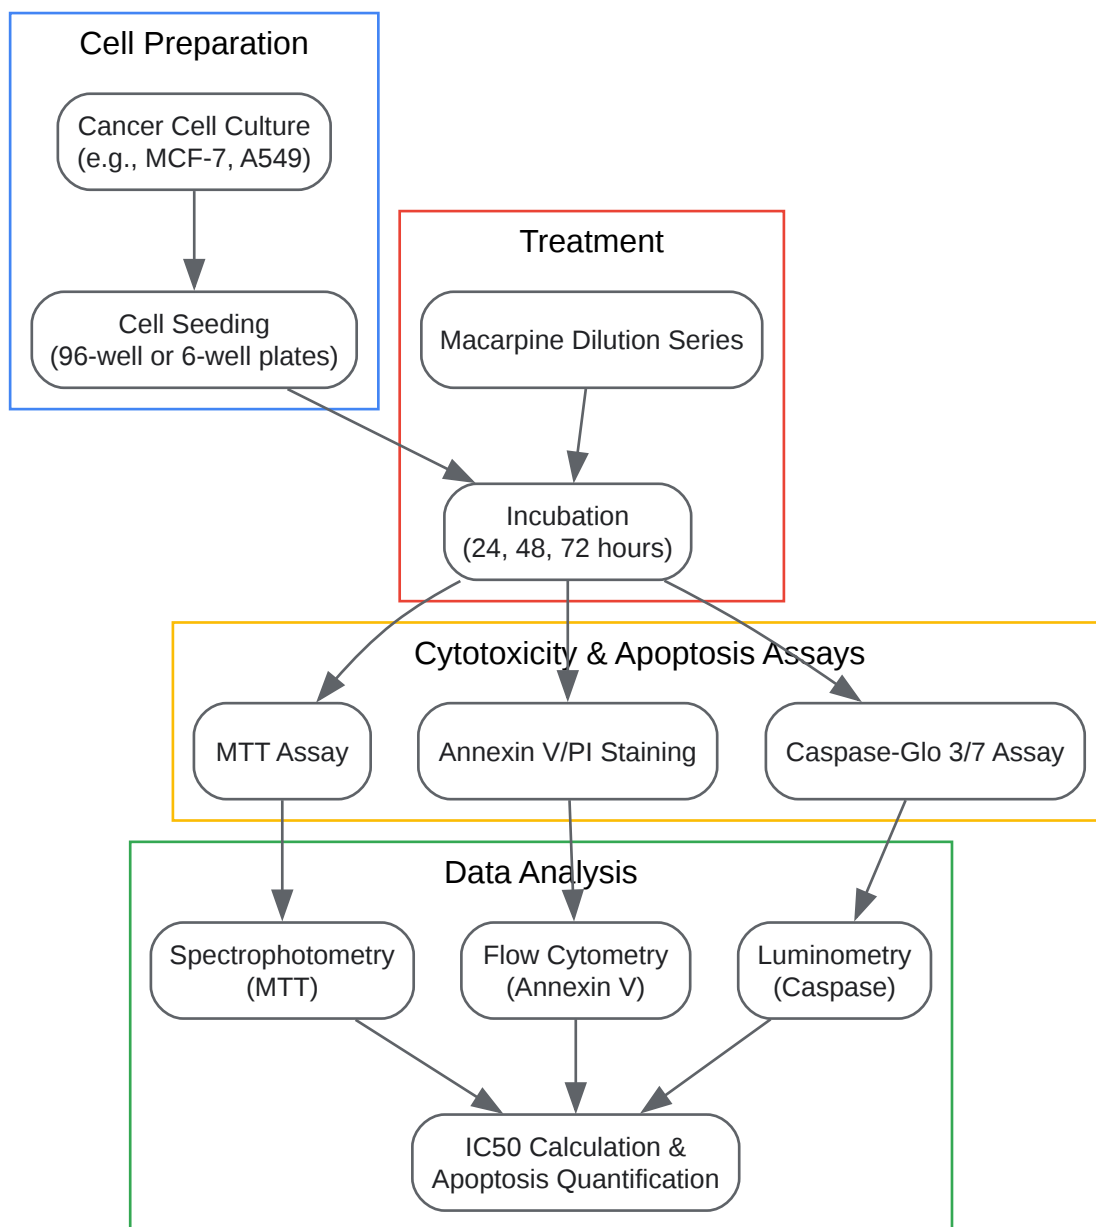 Cell Preparation
Cancer Cell Culture
(e.g., MCF-7, A549)
Cell Seeding
(96-well or 6-well plates)
Treatment
Macarpine Dilution Series
Incubation
(24, 48, 72 hours)
Cytotoxicity & Apoptosis Assays
MTT Assay
Annexin V/PI Staining
Caspase-Glo 3/7 Assay
Data Analysis
Spectrophotometry
(MTT)
Flow Cytometry
(Annexin V)
Luminometry
(Caspase)
IC50 Calculation &
Apoptosis Quantification